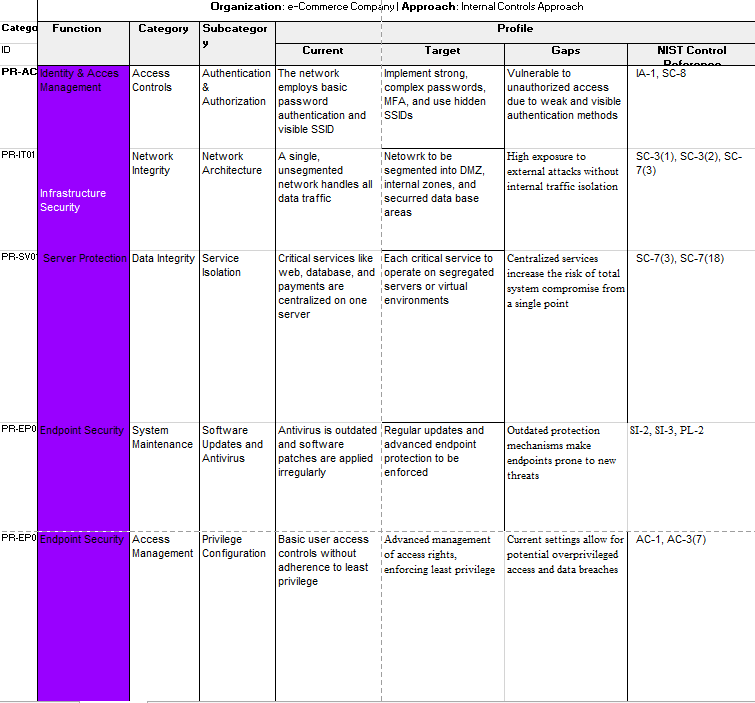 Organization: e-Commerce Company | Approach: Internal Controls Approach
Catego Function Category Subcategor
y Profile
ID Current Target Gaps NIST Control
Reference
PR-AC Identity & Acces
Management
Access
Controls
Authentication
&
Authorization
The network
employs basic
password
authentication and
visible SSID
Implement strong,
complex passwords,
MFA, and use hidden
SSIDs
Vulnerable to
unauthorized access
due to weak and visible
authentication methods
IA-1, SC-8
PR-IT01
Infrastructure
Security
Network
Integrity
Network
Architecture
A single,
unsegmented
network handles all
data traffic
Netowrk to be
segmented into DMZ,
internal zones, and
securred data base
areas
High exposure to
external attacks without
internal traffic isolation
SC-3(1), SC-3(2), SC-
7(3)
PR-SV01
Server Protection
Data Integrity
Service
Isolation
Critical services like
web, database, and
payments are
centralized on one
server
Each critical service to
operate on segregated
servers or virtual
environments
Centralized services
increase the risk of total
system compromise from
a single point
SC-7(3), SC-7(18)
PR-EP0
Endpoint Security
System
Maintenance
Software
Updates and
Antivirus
Antivirus is outdated
and software
patches are applied
irregularly
Regular updates and
advanced endpoint
protection to be
enforced
Outdated protection
mechanisms make
endpoints prone to new
threats
SI-2, SI-3, PL-2
PR-EP0
Endpoint Security
Access
Management
Privilege
Configuration
Basic user access
controls without
adherence to least
privilege
Advanced management
of access rights,
enforcing least privilege
Current settings allow for
potential overprivileged
access and data breaches
AC-1, AC-3(7)